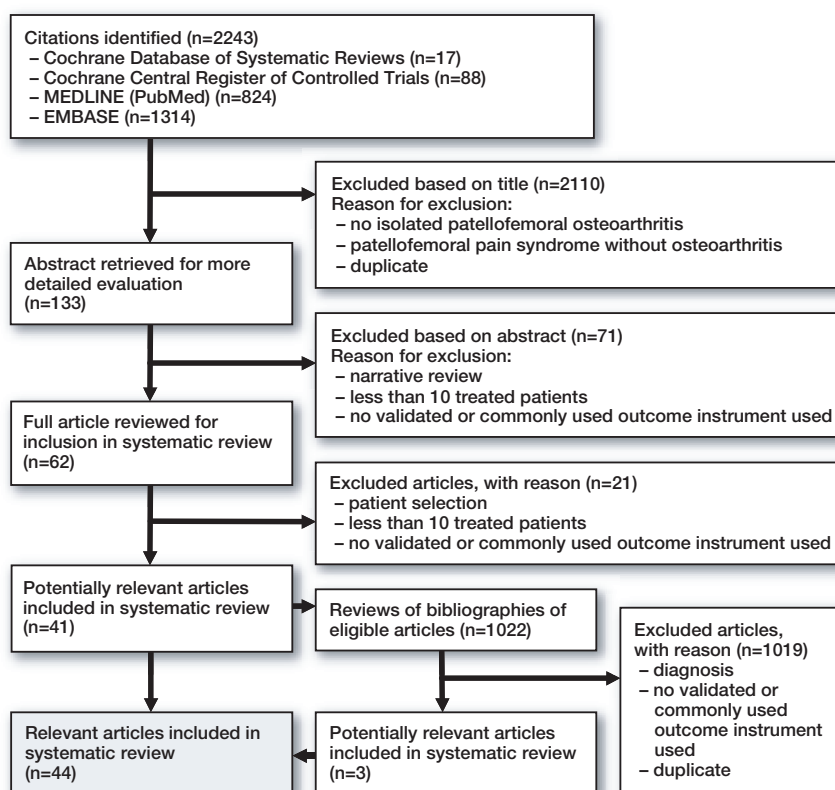 Citations identified (n=2243)
– Cochrane Database of Systematic Reviews (n=17)
– Cochrane Central Register of Controlled Trials (n=88)
– MEDLINE (PubMed) (n=824)
– EMBASE (n=1314)
Excluded based on title (n=2110)
Reason for exclusion:
– no isolated patellofemoral osteoarthritis
– patellofemoral pain syndrome without osteoarthritis
– duplicate
Abstract retrieved for more
detailed evaluation
(n=133)
Excluded based on abstract (n=71)
Reason for exclusion:
– narrative review
– less than 10 treated patients
– no validated or commonly used outcome instrument used
Full article reviewed for
inclusion in systematic review
(n=62)
Excluded articles, with reason (n=21)
– patient selection
– less than 10 treated patients
– no validated or commonly used outcome instrument used
Potentially relevant articles
included in systematic review
(n=41)
Reviews of bibliographies of
eligible articles (n=1022)
Excluded articles,
with reason (n=1019)
– diagnosis
– no validated or
commonly used
outcome instrument
used
– duplicate
Relevant articles included in
systematic review
(n=44)
Potentially relevant articles
included in systematic review
(n=3)